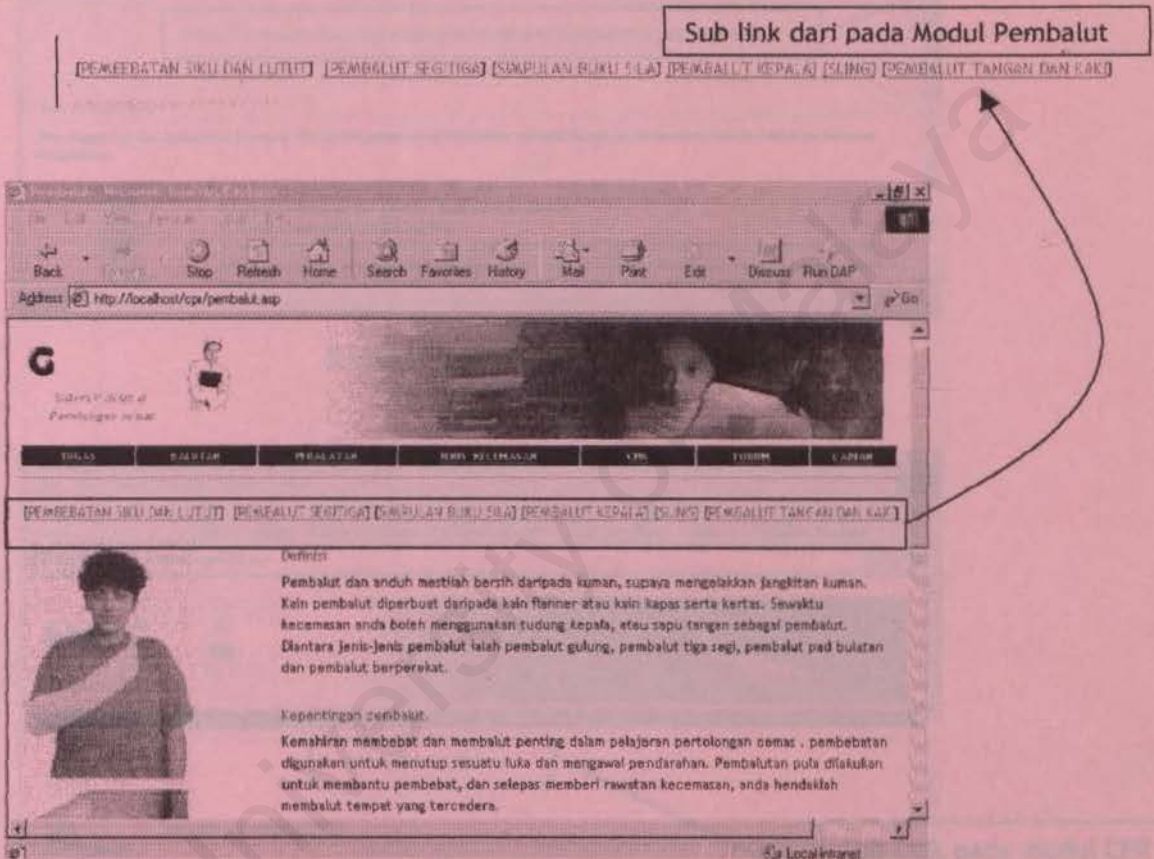 Sub link dari pada Modul Pembalut
[PEMBEBATAN SIKU DAN LUTUT] [PEMBALUT SEGITIGA] [SIMPULAN BUKU SILA] [PEMBALUT KEPALA] [SLING] [PEMBALUT TANGAN DAN KAKI]
Back Stop Refresh Home Search Favorites History Mail Print Edit Discuss Run DAP
Address http://localhost/cpr/pembalut.asp Go
G
BALUTAN PERALATAN JENIS KECEMASAN CPR FORUM CAPAIAN
[PEMBEBATAN SIKU DAN LUTUT] [PEMBALUT SEGITIGA] [SIMPULAN BUKU SILA] [PEMBALUT KEPALA] [SLING] [PEMBALUT TANGAN DAN KAKI]
Definisi
Pembalut dan anduh mestilah bersih daripada kuman, supaya mengelakkan jangkitan kuman.
Kain pembalut diperbuat daripada kain flanner atau kain kapas serta kertas. Sewaktu
kecemasan anda boleh menggunakan tudung kepala, atau sapu tangan sebagai pembalut.
Diantara jenis-jenis pembalut ialah pembalut gulung, pembalut tiga segi, pembalut pad bulatan
dan pembalut berperekat.
Kepentingan pembalut.
Kemahiran membebat dan membalut penting dalam pelajaran pertolongan cemas . pembebatan
digunakan untuk menutup sesuatu luka dan mengawal pendarahan. Pembalutan pula dilakukan
untuk membantu pembebat, dan selepas memberi rawatan kecemasan, anda hendaklah
membalut tempat yang tercedera.
Local intranet
University of Malaya